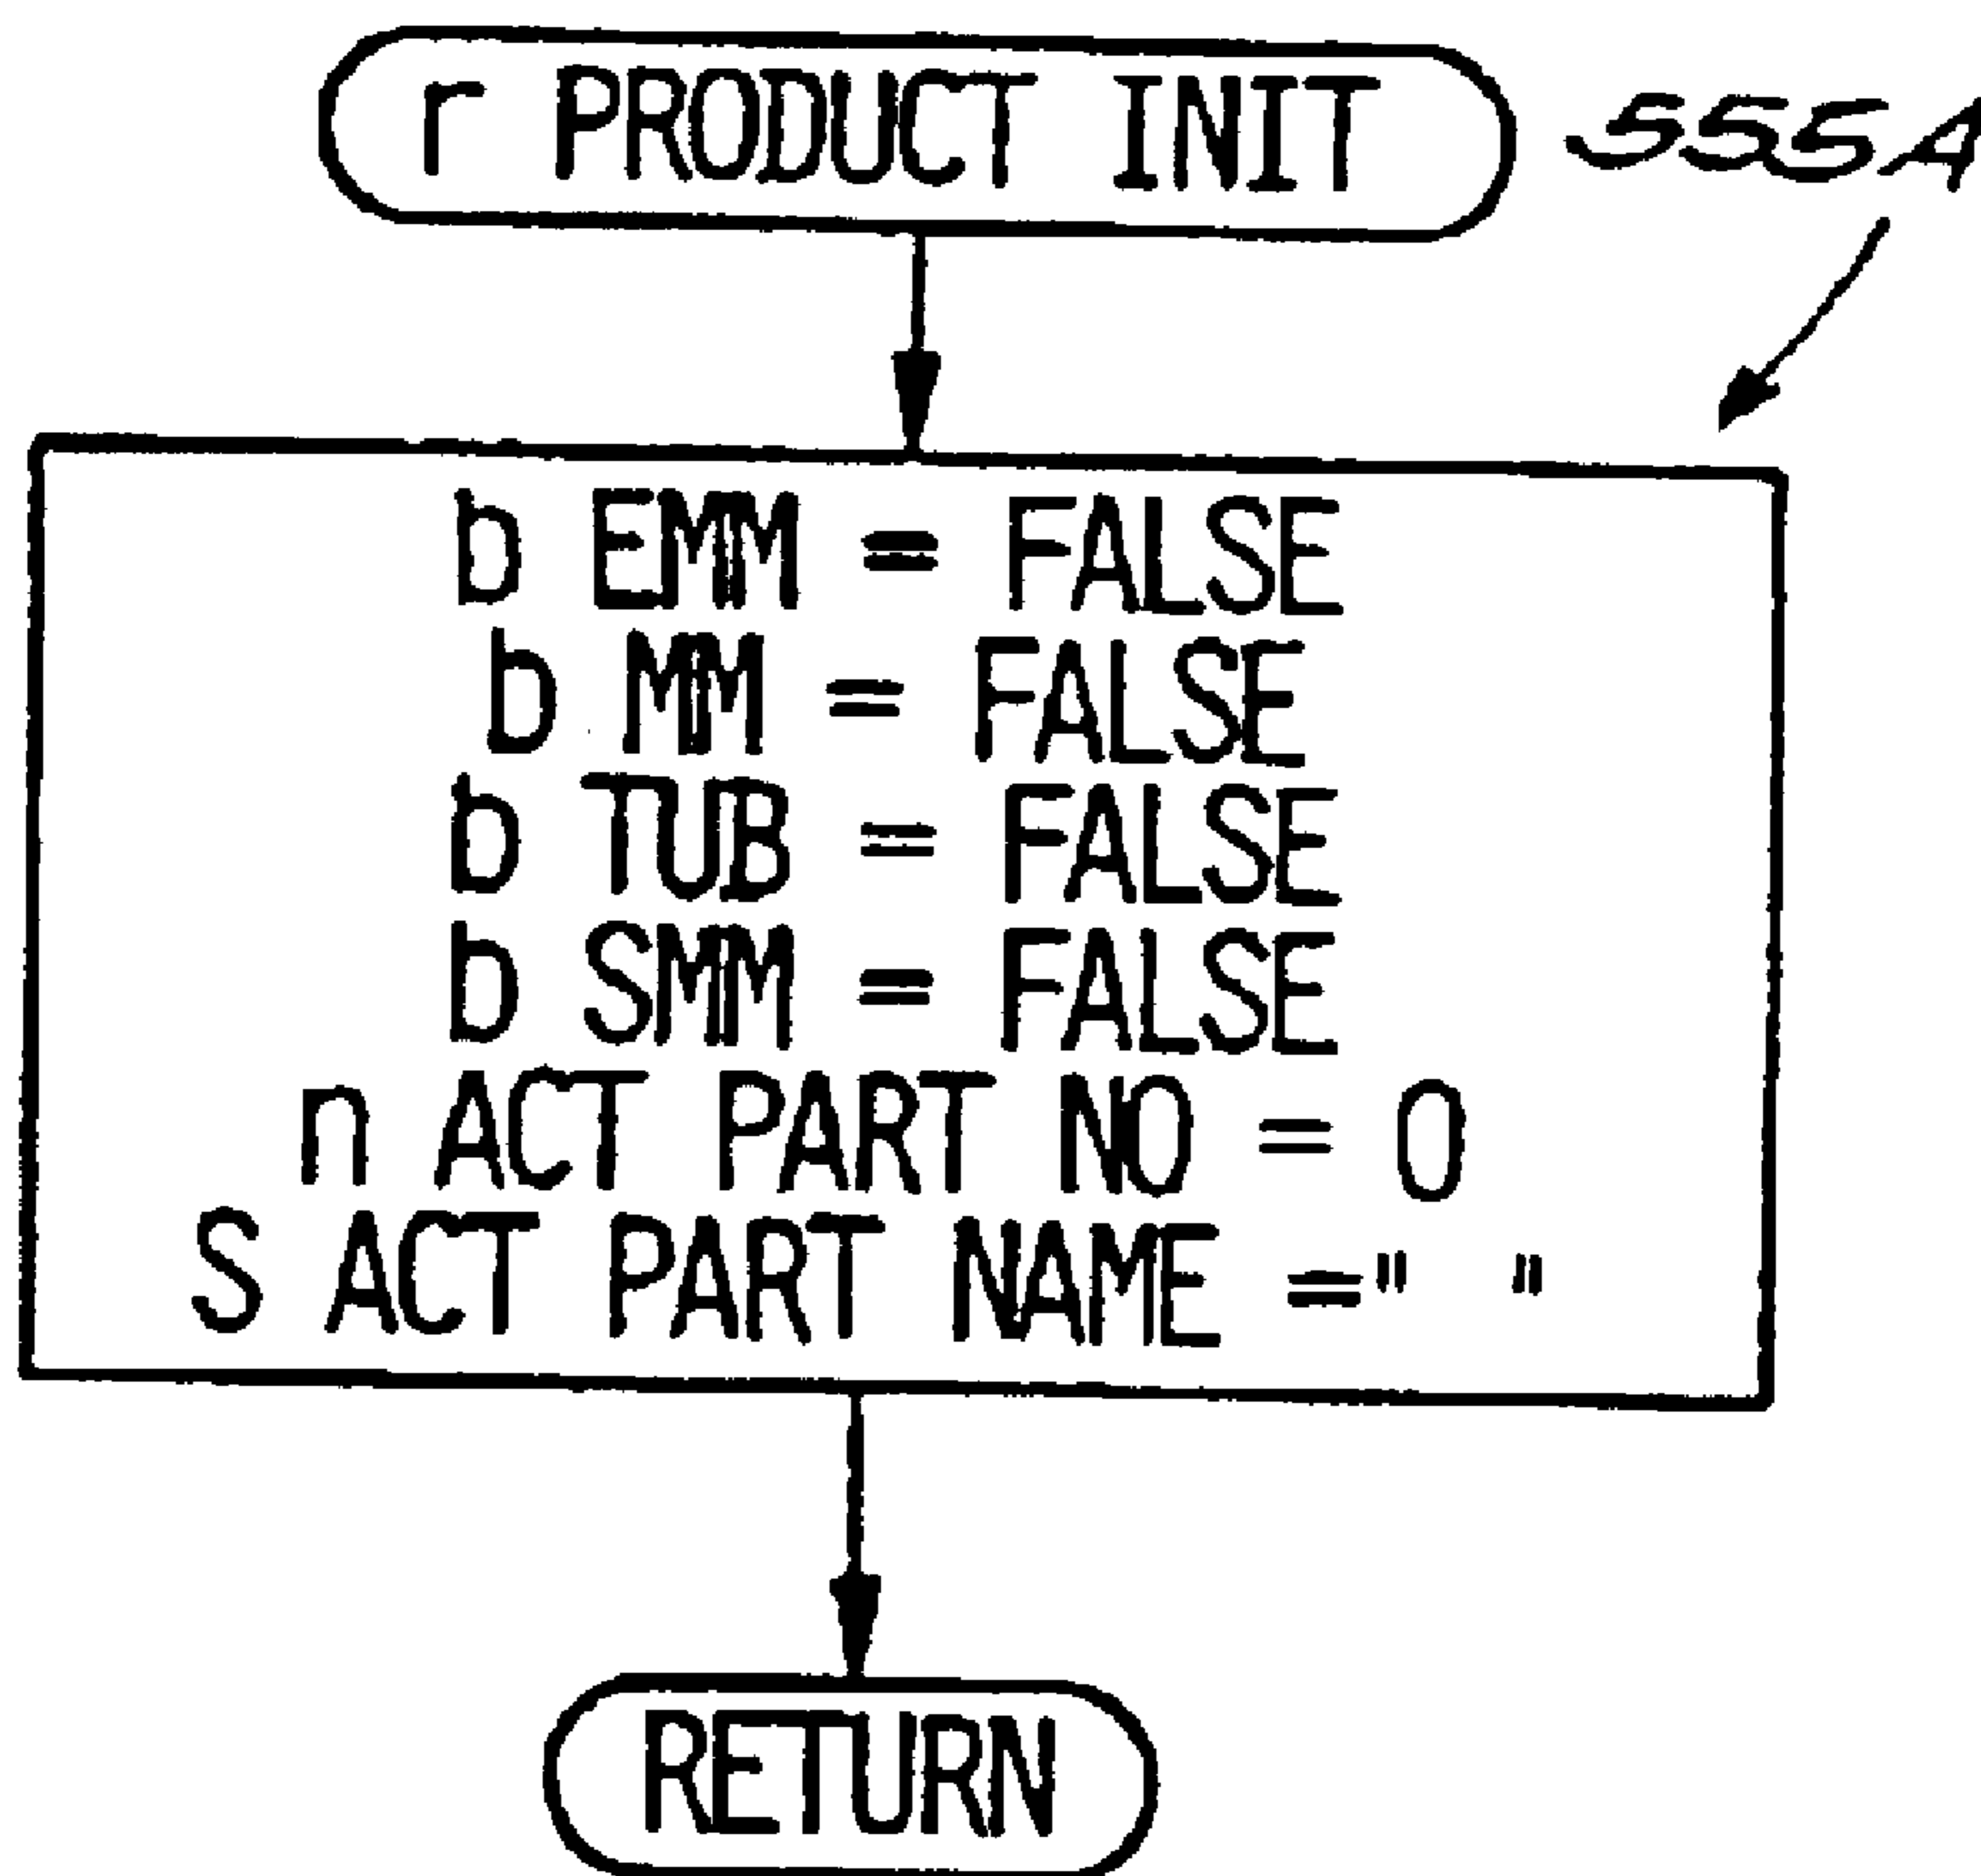 r PRODUCT INIT
555A
b EMM = FALSE
b MM = FALSE
b TUB = FALSE
b SMM = FALSE
n ACT PART NO = 0
S ACT PART NAME =" "
RETURN